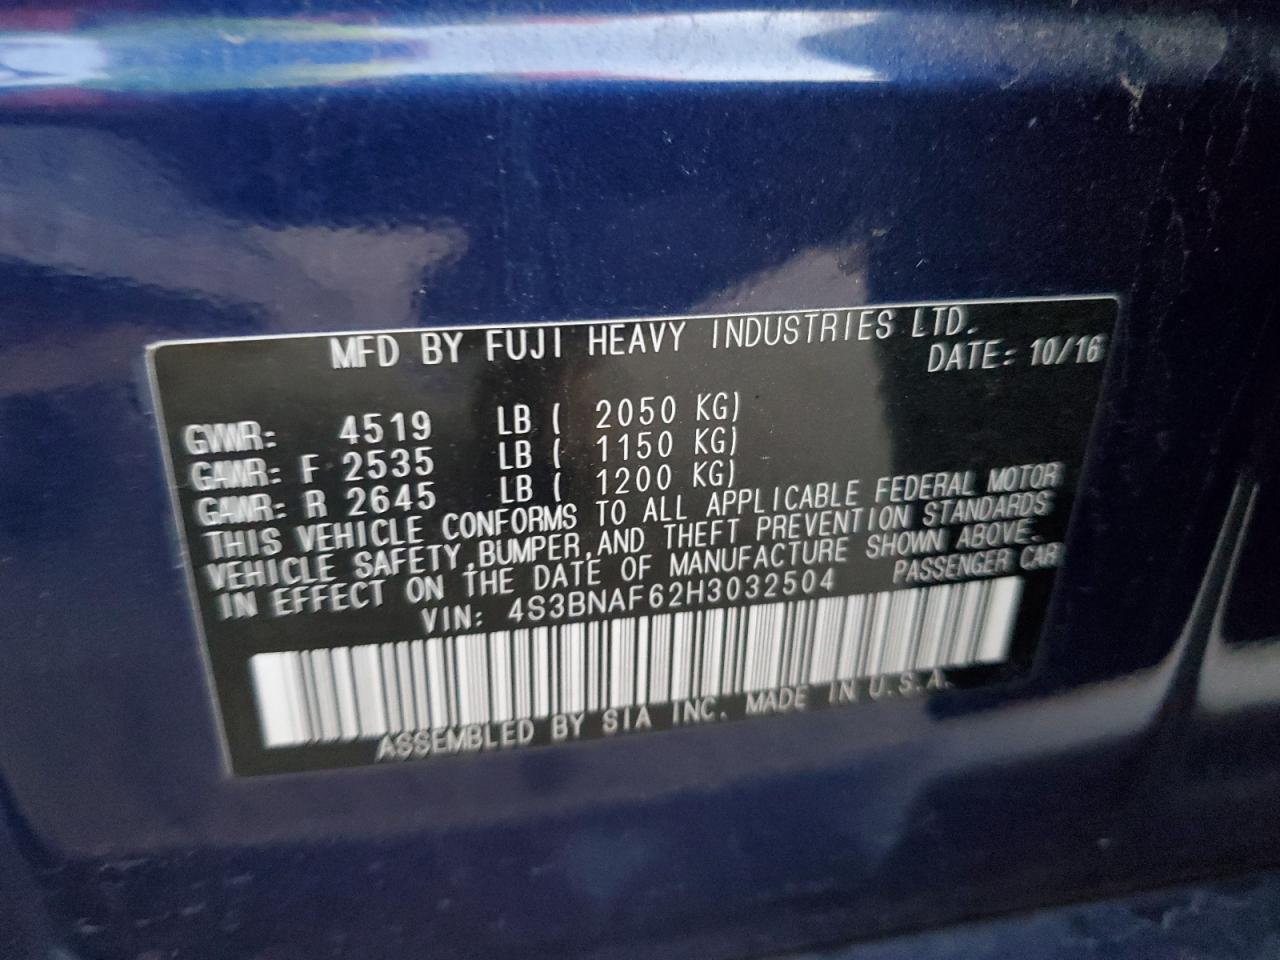 MFD BY FUJI HEAVY INDUSTRIES LTD.
DATE: 10/16
GVWR: 4519 LB ( 2050 KG)
GAWR: F 2535 LB ( 1150 KG)
GAWR: R 2645 LB ( 1200 KG)
THIS VEHICLE CONFORMS TO ALL APPLICABLE FEDERAL MOTOR
VEHICLE SAFETY,BUMPER,AND THEFT PREVENTION STANDARDS
IN EFFECT ON THE DATE OF MANUFACTURE SHOWN ABOVE.
VIN: 4S3BNAF62H3032504 PASSENGER CAR
ASSEMBLED BY SIA INC. MADE IN U.S.A.